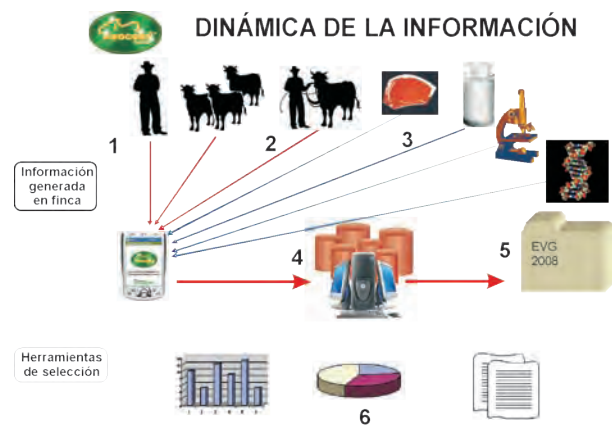 DINÁMICA DE LA INFORMACIÓN
1
2
3
Información
generada
en finca
4
5
EVG
2008
Herramientas
de selección
6